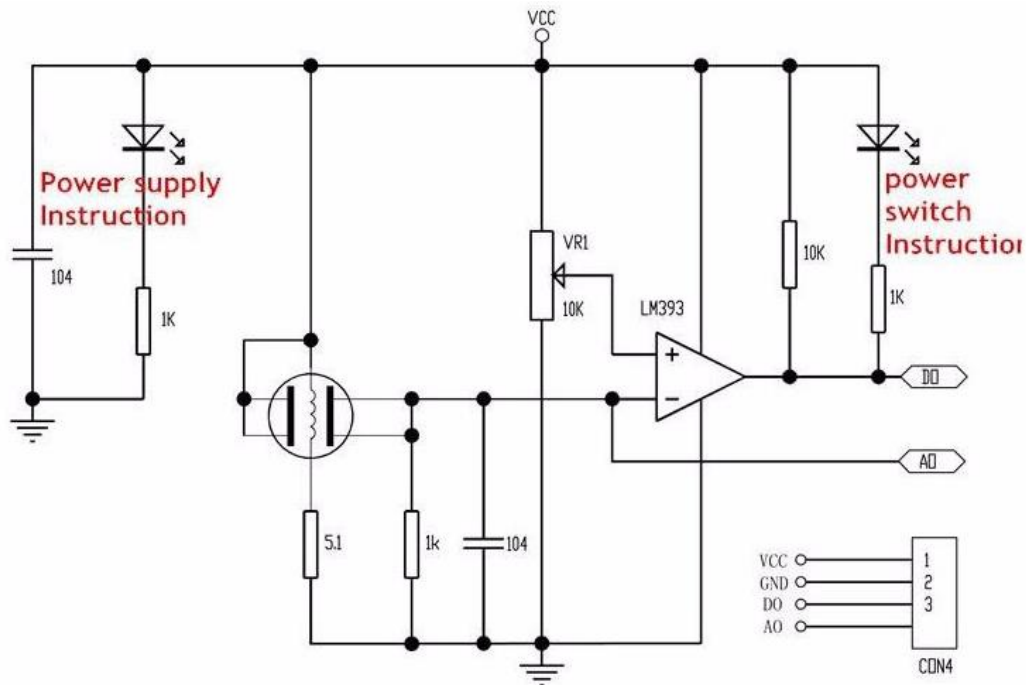 VCC
Power supply
Instruction
104
1K
VR1
10K
LM393
+
−
10K
power
switch
Instruction
1K
DO
AO
5.1
1k
104
VCC
GND
DO
AO
1
2
3
CON4